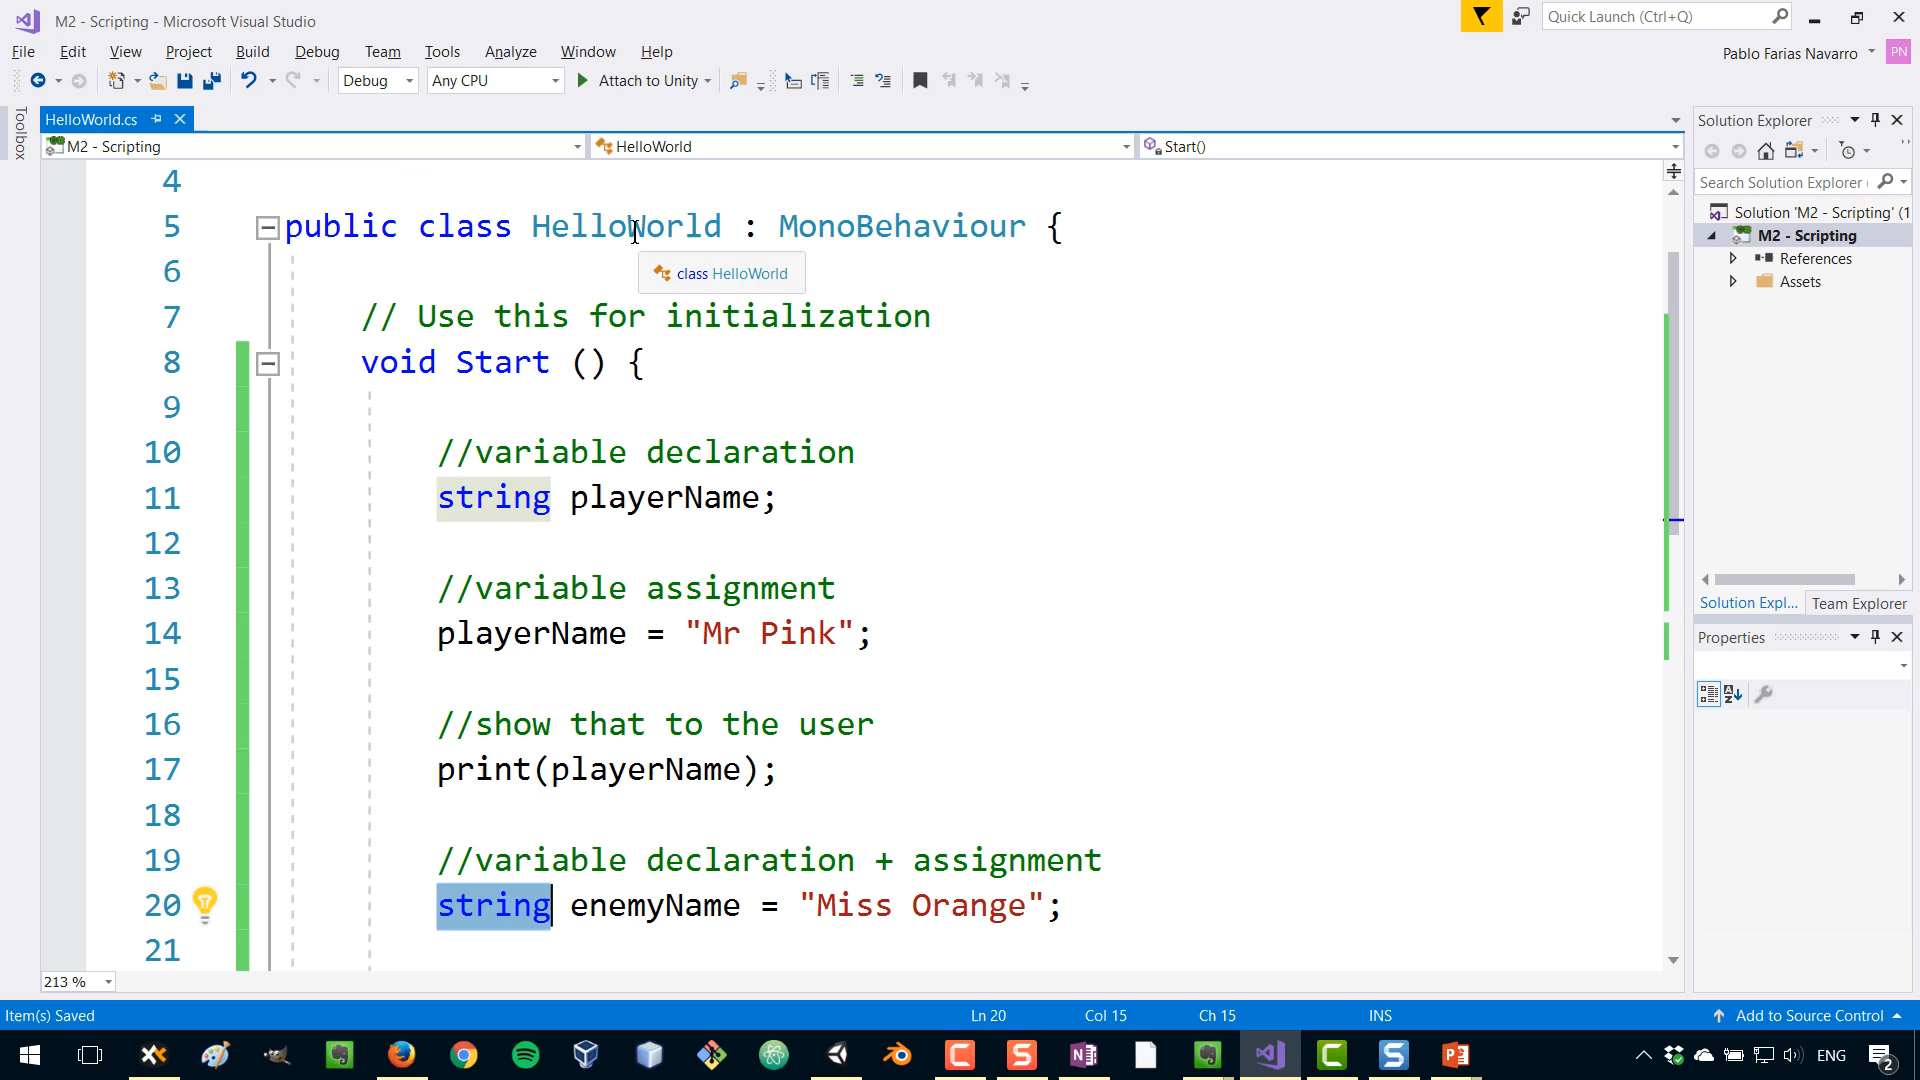 M2 - Scripting - Microsoft Visual Studio
Quick Launch (Ctrl+Q)
File Edit View Project Build Debug Team Tools Analyze Window Help
Pablo Farias Navarro PN
Debug Any CPU Attach to Unity
Toolbox
HelloWorld.cs
M2 - Scripting HelloWorld Start()
4
5 public class HelloWorld : MonoBehaviour {
class HelloWorld
6
7 // Use this for initialization
8 void Start () {
9
10 //variable declaration
11 string playerName;
12
13 //variable assignment
14 playerName = "Mr Pink";
15
16 //show that to the user
17 print(playerName);
18
19 //variable declaration + assignment
20 string enemyName = "Miss Orange";
21
213 %
Solution Explorer
Search Solution Explorer (
Solution 'M2 - Scripting' (1
M2 - Scripting
References
Assets
Solution Expl... Team Explorer
Properties
Item(s) Saved Ln 20 Col 15 Ch 15 INS Add to Source Control
ENG 2